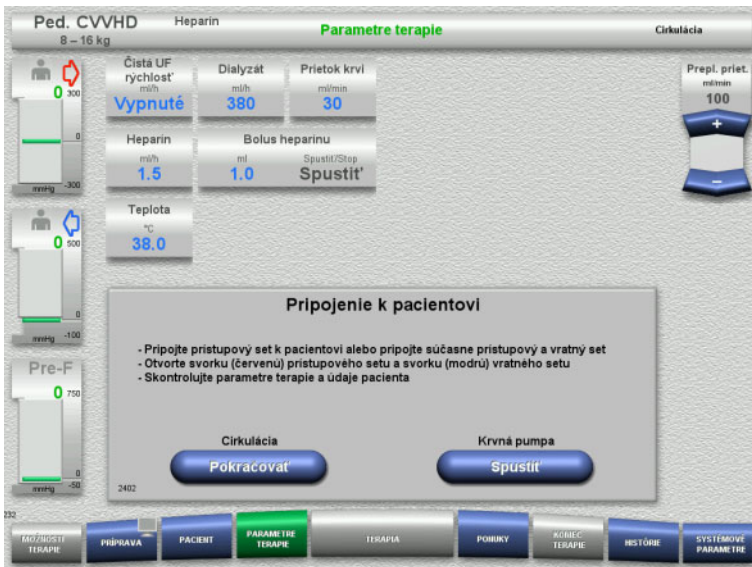 Ped. CVVHD
Heparin
8 – 16 kg
Parametre terapie
Cirkulácia
0
300
0
-300
mmHg
Čistá UF
rýchlosť
ml/h
Vypnuté
Dialyzát
ml/h
380
Prietok krvi
ml/min
30
Prepl. priet.
ml/min
100
+
–
Heparin
ml/h
1.5
Bolus heparinu
ml
1.0
Spustiť/Stop
Spustiť
Teplota
°C
38.0
0
500
0
-100
mmHg
Pre-F
0
750
0
-50
mmHg
Pripojenie k pacientovi
- Pripojte prístupový set k pacientovi alebo pripojte súčasne prístupový a vratný set
- Otvorte svorku (červenú) prístupového setu a svorku (modrú) vratného setu
- Skontrolujte parametre terapie a údaje pacienta
Cirkulácia
Pokračovať
Krvná pumpa
Spustiť
2402
232
MOŽNOSTI
TERAPIE
PRÍPRAVA
PACIENT
PARAMETRE
TERAPIE
TERAPIA
PONUKY
KONIEC
TERAPIE
HISTÓRIE
SYSTÉMOVÉ
PARAMETRE